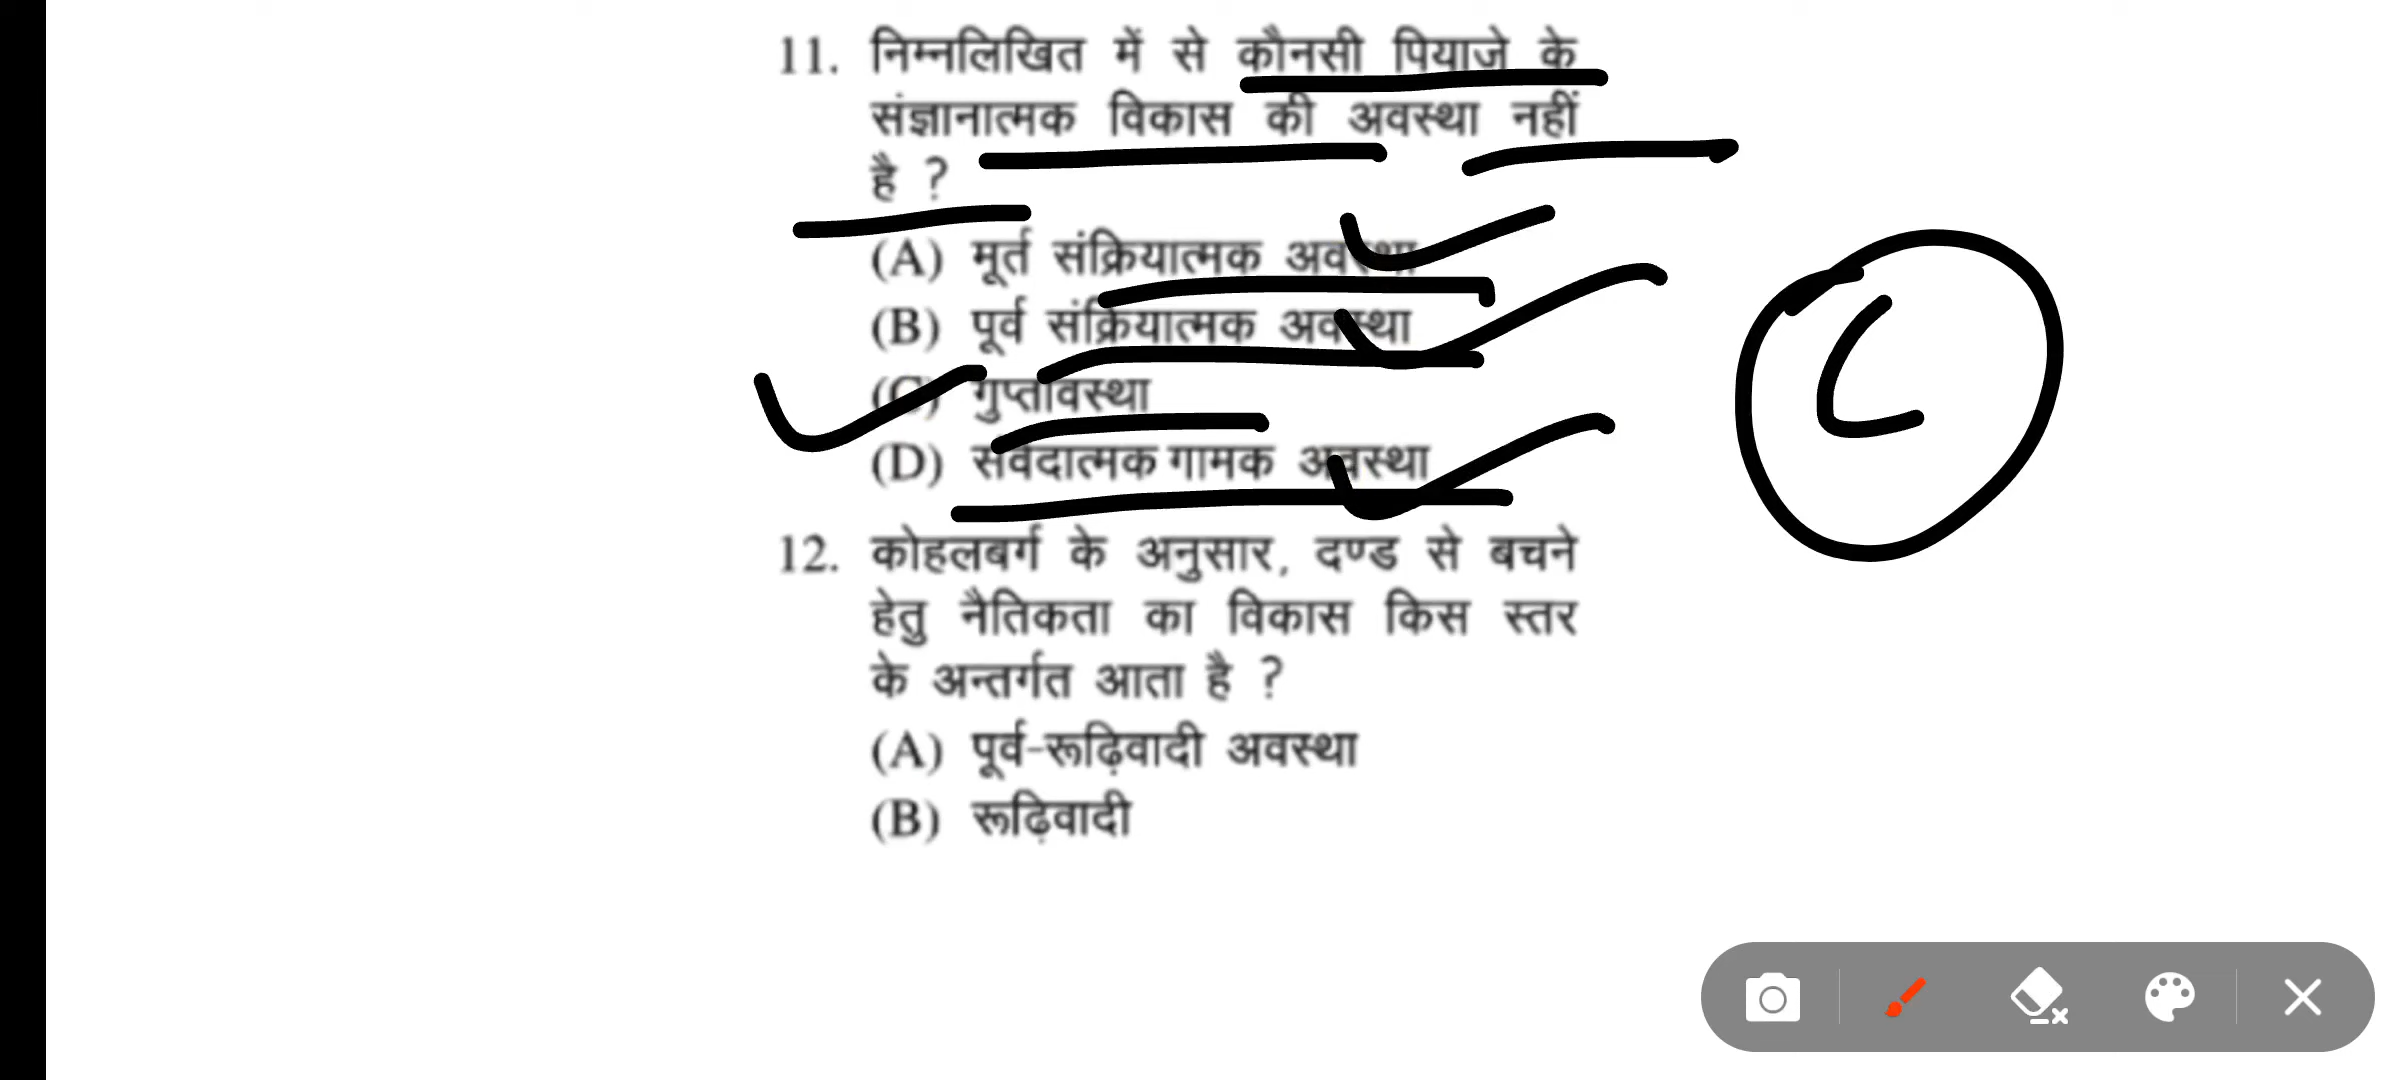 11. निम्नलिखित में से कौनसी पियाजे के
संज्ञानात्मक विकास की अवस्था नहीं
है ?
(A) मूर्त संक्रियात्मक अवस्था
(B) पूर्व संक्रियात्मक अवस्था
(C) गुप्तावस्था
(D) संवेदात्मक गामक अवस्था
C
12. कोहलबर्ग के अनुसार, दण्ड से बचने
हेतु नैतिकता का विकास किस स्तर
के अन्तर्गत आता है ?
(A) पूर्व-रूढ़िवादी अवस्था
(B) रूढ़िवादी